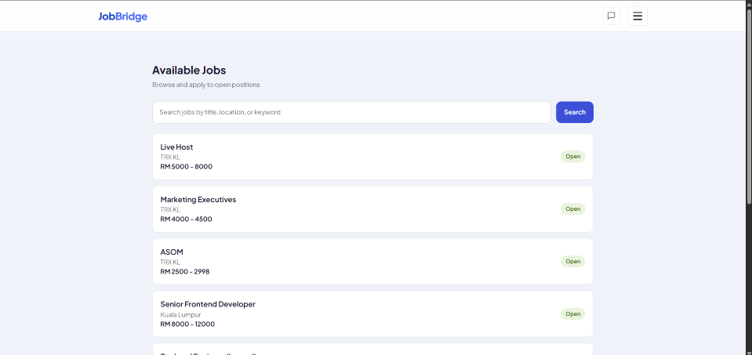 JobBridge
Available Jobs
Browse and apply to open positions
Search jobs by title, location, or keyword
Search
Live Host
TRX KL
RM 5000 - 8000
Open
Marketing Executives
TRX KL
RM 4000 - 4500
Open
ASOM
TRX KL
RM 2500 - 2998
Open
Senior Frontend Developer
Kuala Lumpur
RM 8000 - 12000
Open